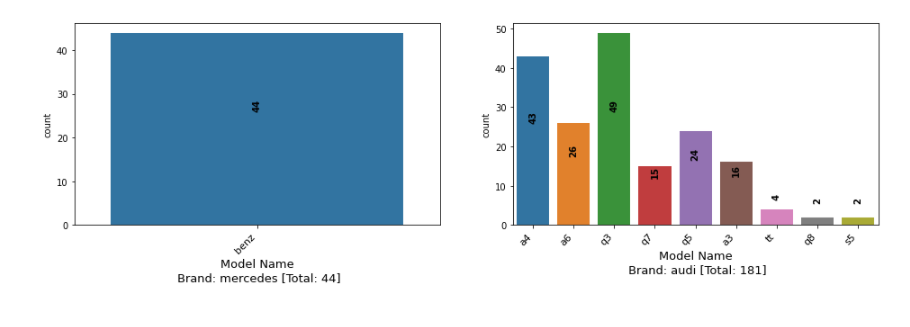 count
40
30
20
10
0
44
benz
Model Name
Brand: mercedes [Total: 44]
count
50
40
30
20
10
0
43
26
49
15
24
16
4
2
2
a4
a6
q3
q7
q5
a3
tt
q8
s5
Model Name
Brand: audi [Total: 181]